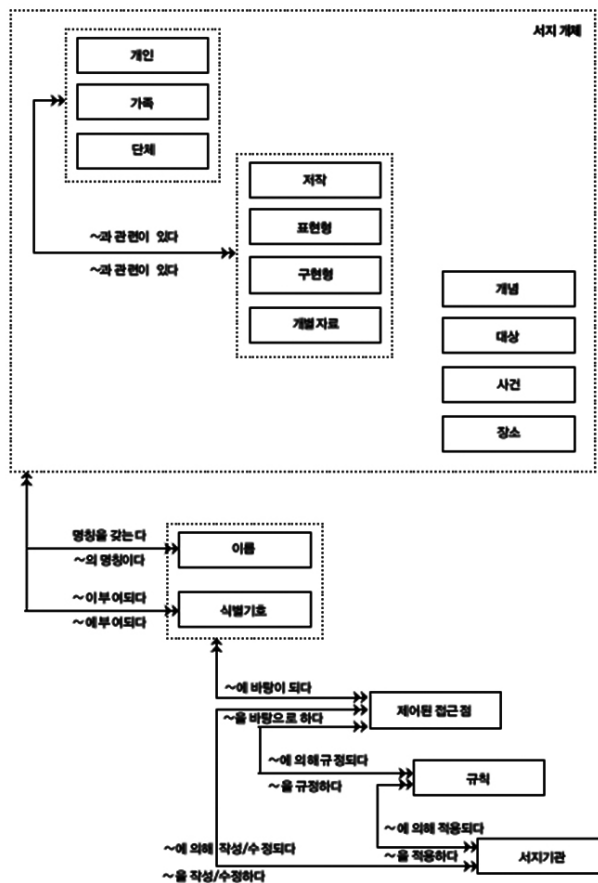 서지 개체
개인
가족
단체
저작
~과 관련이 있다
표현형
~과 관련이 있다
구현형
개념
개별자료
대상
사건
장소
명칭을 갖는다
이름
~의 명칭이다
~이부여되다
식별기호
~에부여되다
~에 바탕이 되다
제어된 접근점
~을 바탕으로 하다
~에 의해규정되다
규칙
~을 규정하다
~에 의해 적용되다
~에 의해 작성/수정되다
~을 적용하다
서지기관
~을 작성/수정하다